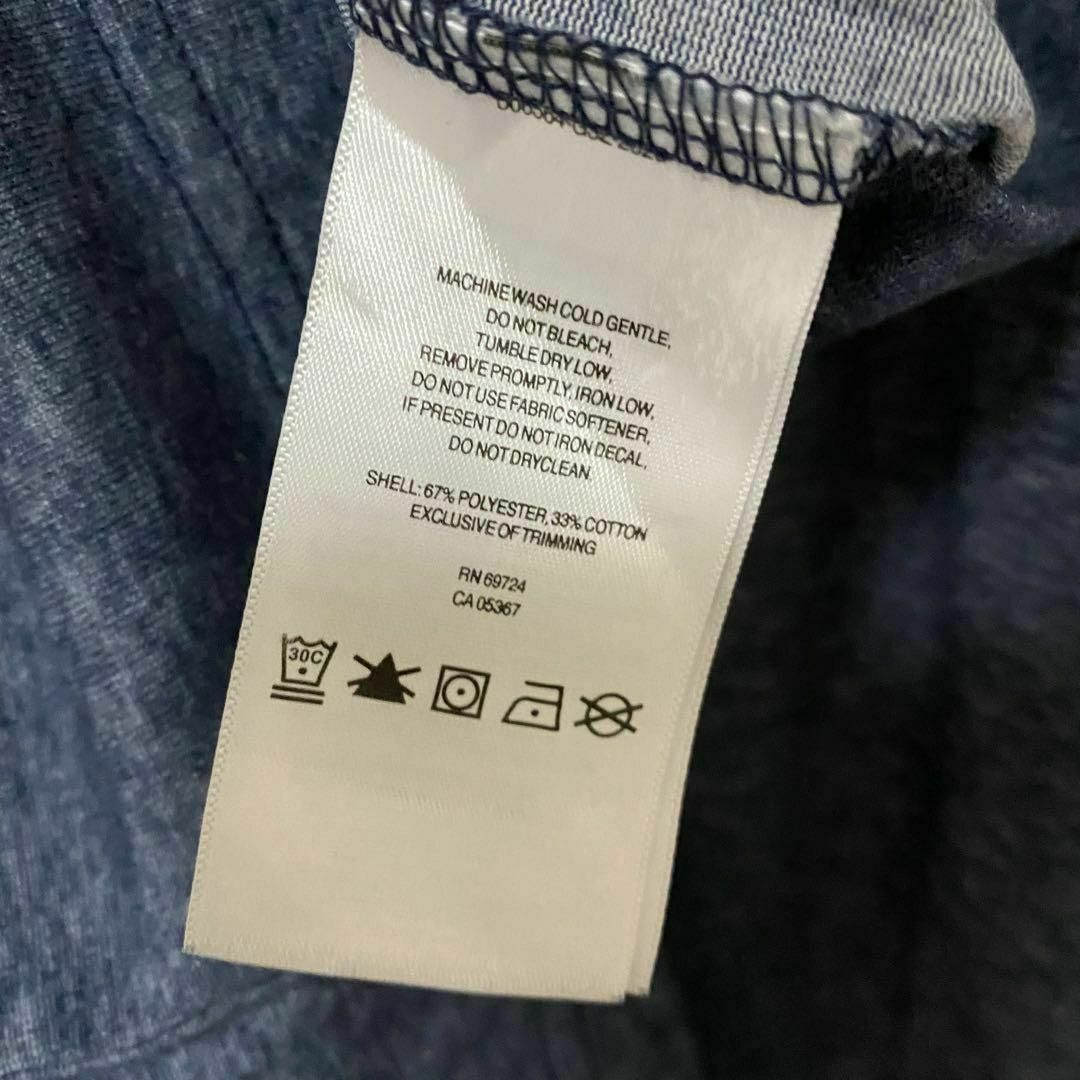 MACHINE WASH COLD GENTLE,
DO NOT BLEACH,
TUMBLE DRY LOW,
REMOVE PROMPTLY, IRON LOW,
DO NOT USE FABRIC SOFTENER,
IF PRESENT DO NOT IRON DECAL,
DO NOT DRYCLEAN.
SHELL: 67% POLYESTER, 33% COTTON
EXCLUSIVE OF TRIMMING
RN 69724
CA 05367
30C